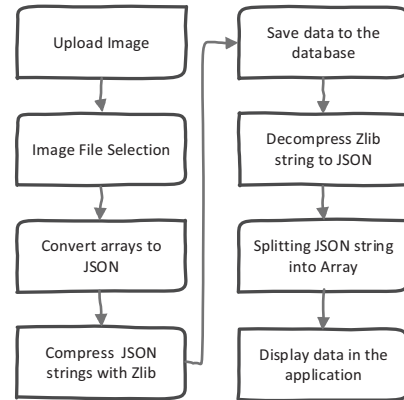 Upload Image
Image File Selection
Convert arrays to
JSON
Compress JSON
strings with Zlib
Save data to the
database
Decompress Zlib
string to JSON
Splitting JSON string
into Array
Display data in the
application